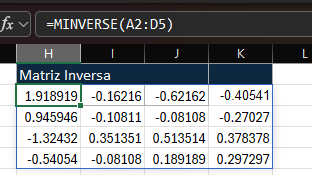 fx =MINVERSE(A2:D5)
H I J K L
Matriz Inversa
1.918919 -0.16216 -0.62162 -0.40541
0.945946 -0.10811 -0.08108 -0.27027
-1.32432 0.351351 0.513514 0.378378
-0.54054 -0.08108 0.189189 0.297297